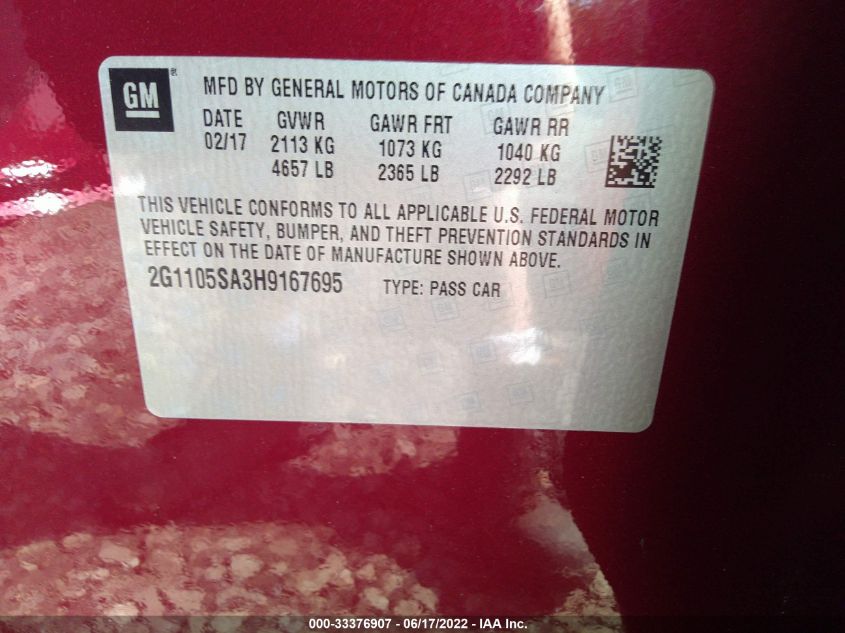 GM
®
MFD BY GENERAL MOTORS OF CANADA COMPANY
DATE GVWR GAWR FRT GAWR RR
02/17 2113 KG 1073 KG 1040 KG
4657 LB 2365 LB 2292 LB
THIS VEHICLE CONFORMS TO ALL APPLICABLE U.S. FEDERAL MOTOR
VEHICLE SAFETY, BUMPER, AND THEFT PREVENTION STANDARDS IN
EFFECT ON THE DATE OF MANUFACTURE SHOWN ABOVE.
2G1105SA3H9167695 TYPE: PASS CAR
000-33376907 - 06/17/2022 - IAA Inc.